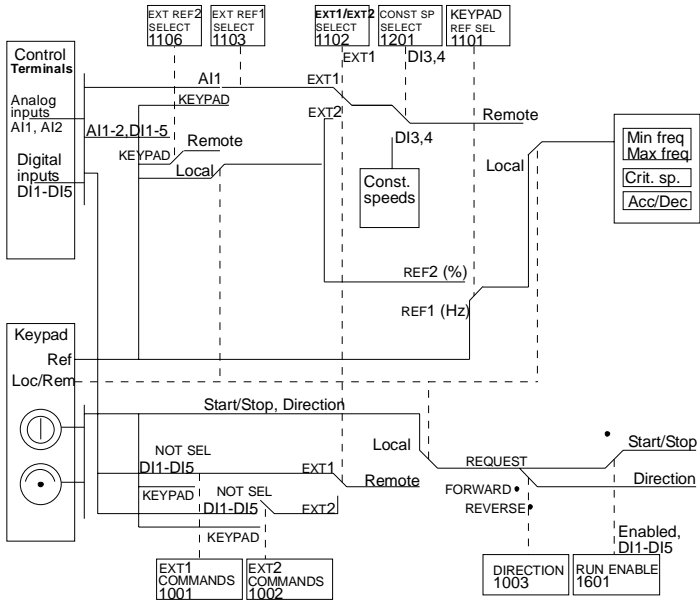 EXT REF2
SELECT
1106
EXT REF1
SELECT
1103
EXT1/EXT2
SELECT
1102
CONST SP
SELECT
1201
KEYPAD
REF SEL
1101
Control
Terminals
Analog
inputs
AI1, AI2
Digital
inputs
DI1-DI5
EXT1
DI3,4
AI1
EXT1
KEYPAD
EXT2
Remote
AI1-2,DI1-5
Remote
KEYPAD
Local
DI3,4
Const.
speeds
Local
Min freq
Max freq
Crit. sp.
Acc/Dec
REF2 (%)
REF1 (Hz)
Keypad
Ref
Loc/Rem
Start/Stop, Direction
Local
Start/Stop
NOT SEL
DI1-DI5
EXT1
REQUEST
Remote
Direction
KEYPAD
NOT SEL
DI1-DI5
EXT2
FORWARD
REVERSE
KEYPAD
Enabled,
DI1-DI5
EXT1
COMMANDS
1001
EXT2
COMMANDS
1002
DIRECTION
1003
RUN ENABLE
1601